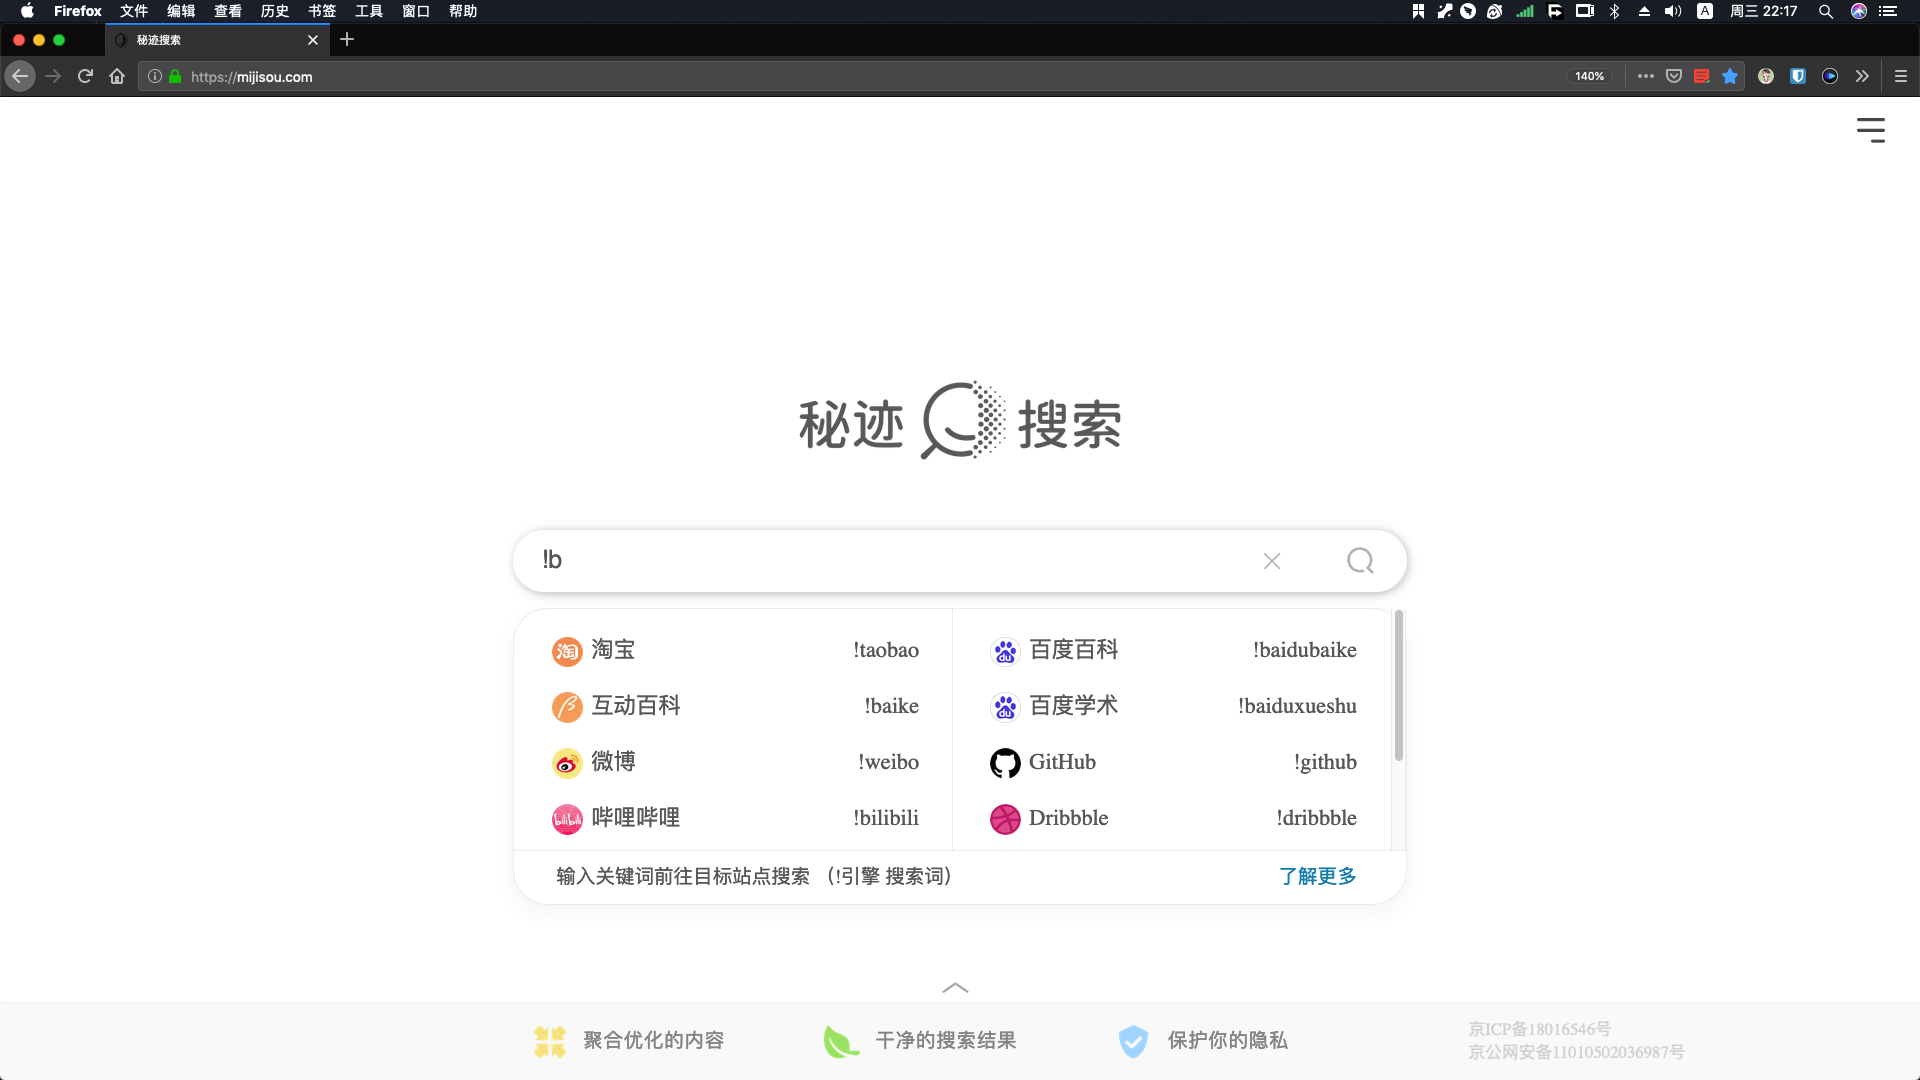 Firefox 文件 编辑 查看 历史 书签 工具 窗口 帮助 A 周三 22:17
秘迹搜索
https://mijisou.com 140%
秘迹 搜索
!b
淘宝 !taobao 百度百科 !baidubaike
互动百科 !baike 百度学术 !baiduxueshu
微博 !weibo GitHub !github
哔哩哔哩 !bilibili Dribbble !dribbble
输入关键词前往目标站点搜索 （!引擎 搜索词） 了解更多
聚合优化的内容 干净的搜索结果 保护你的隐私
京ICP备18016546号
京公网安备11010502036987号